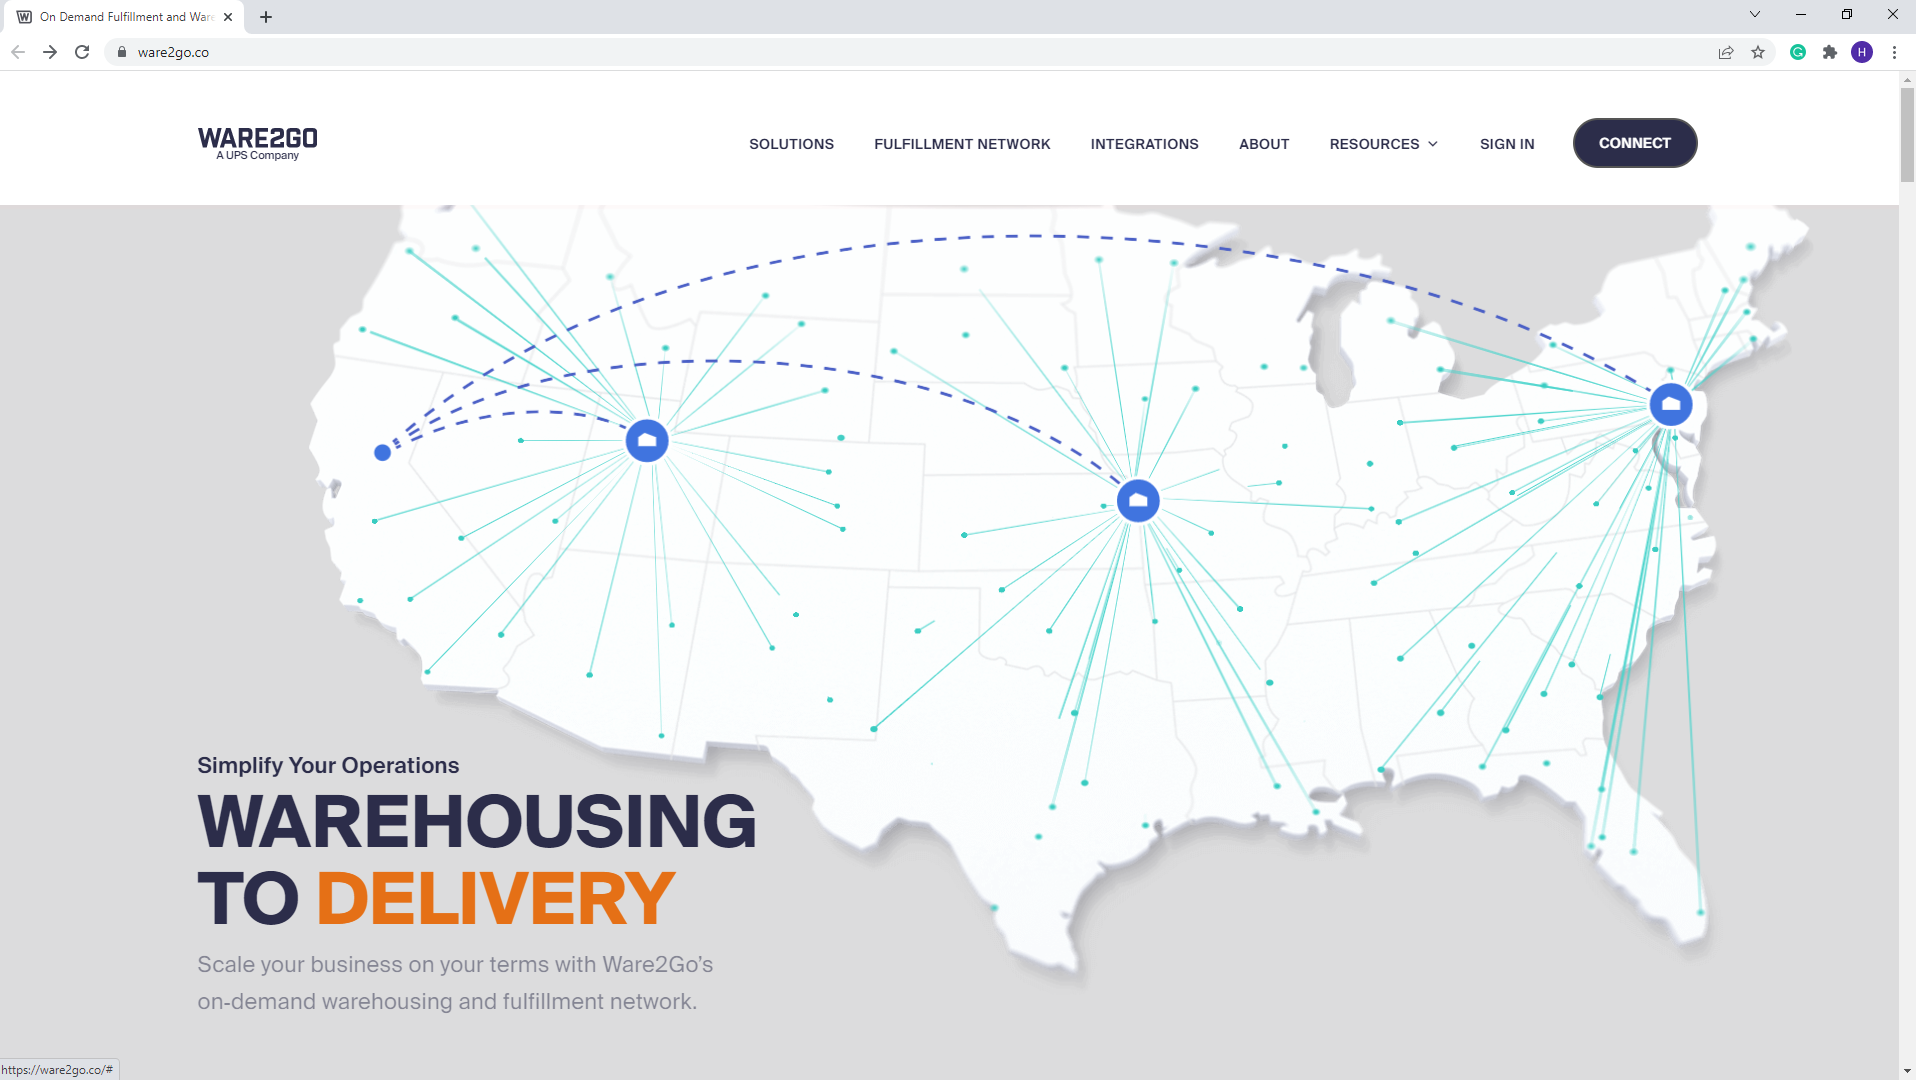 On Demand Fulfillment and Ware
ware2go.co
H
WARE2GO
A UPS Company
SOLUTIONS
FULFILLMENT NETWORK
INTEGRATIONS
ABOUT
RESOURCES
SIGN IN
CONNECT
Simplify Your Operations
WAREHOUSING
TO DELIVERY
Scale your business on your terms with Ware2Go's
on-demand warehousing and fulfillment network.
https://ware2go.co/#